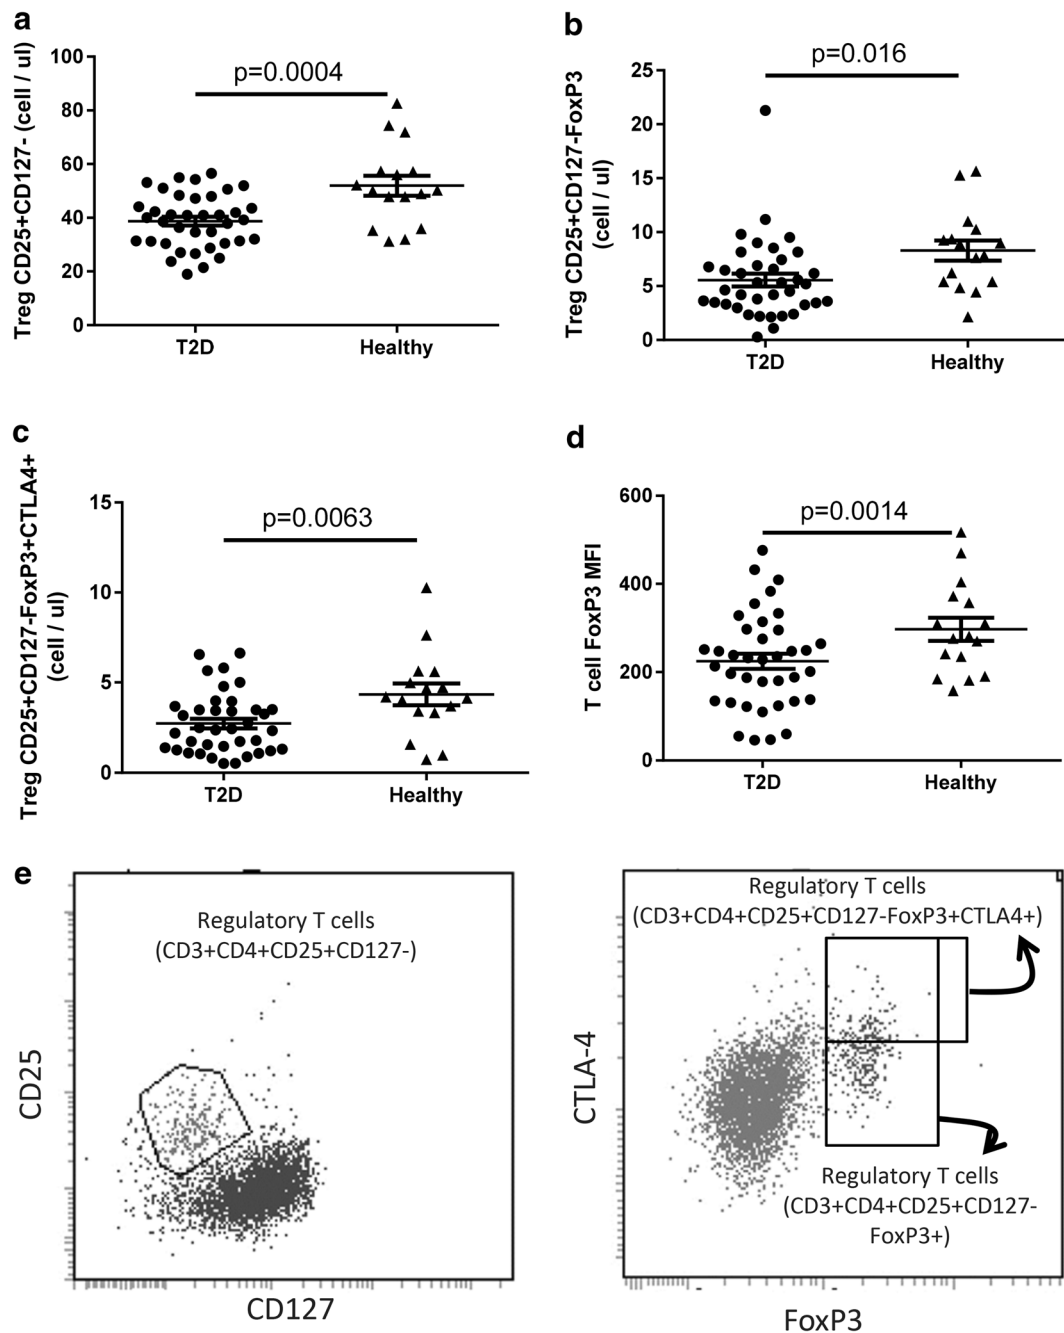 a
Treg CD25+CD127- (cell / ul)
100
80
60
40
20
0
p=0.0004
T2D
Healthy
b
Treg CD25+CD127-FoxP3
(cell / ul)
25
20
15
10
5
0
p=0.016
T2D
Healthy
c
Treg CD25+CD127-FoxP3+CTLA4+
(cell / ul)
15
10
5
0
p=0.0063
T2D
Healthy
d
T cell FoxP3 MFI
600
400
200
0
p=0.0014
T2D
Healthy
e
Regulatory T cells
(CD3+CD4+CD25+CD127-)
CD25
CD127
Regulatory T cells
(CD3+CD4+CD25+CD127-FoxP3+CTLA4+)
CTLA-4
Regulatory T cells
(CD3+CD4+CD25+CD127-
FoxP3+)
FoxP3